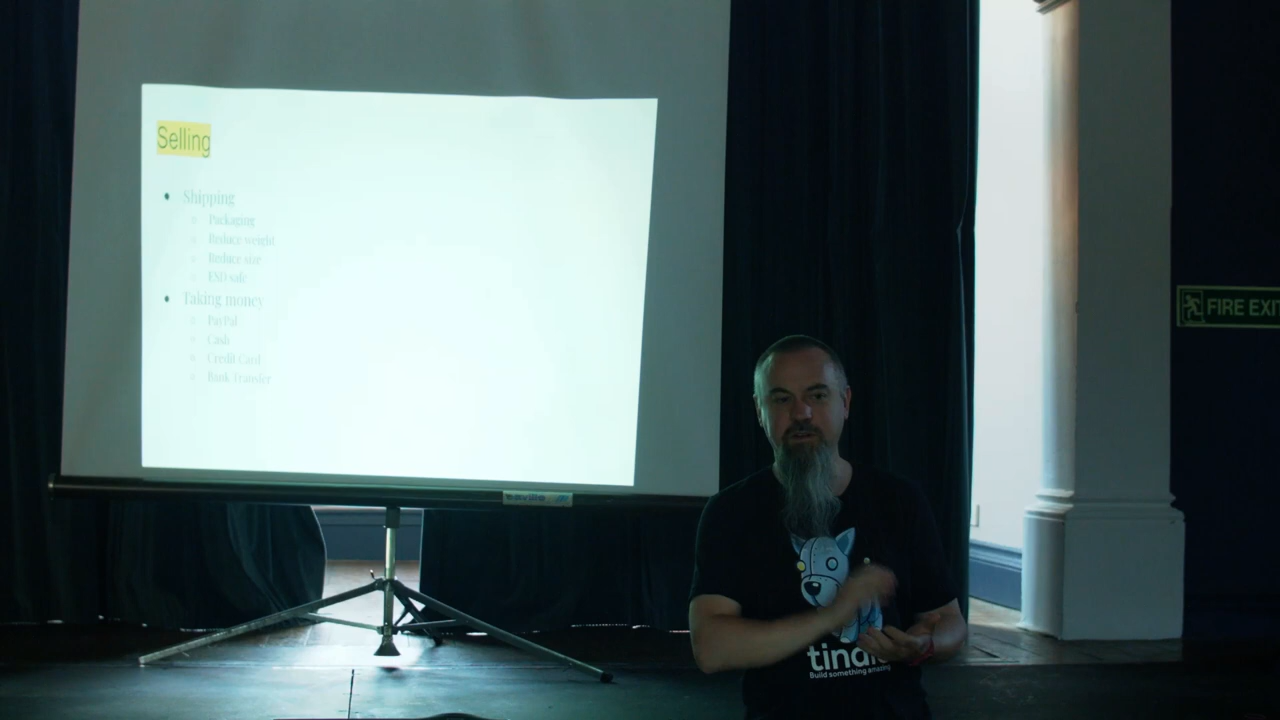 Selling
Shipping
Packaging
Reduce weight
Reduce size
ESD safe
Taking money
PayPal
Cash
Credit Card
Bank Transfer
FIRE EXI
tindie
Build something amazing